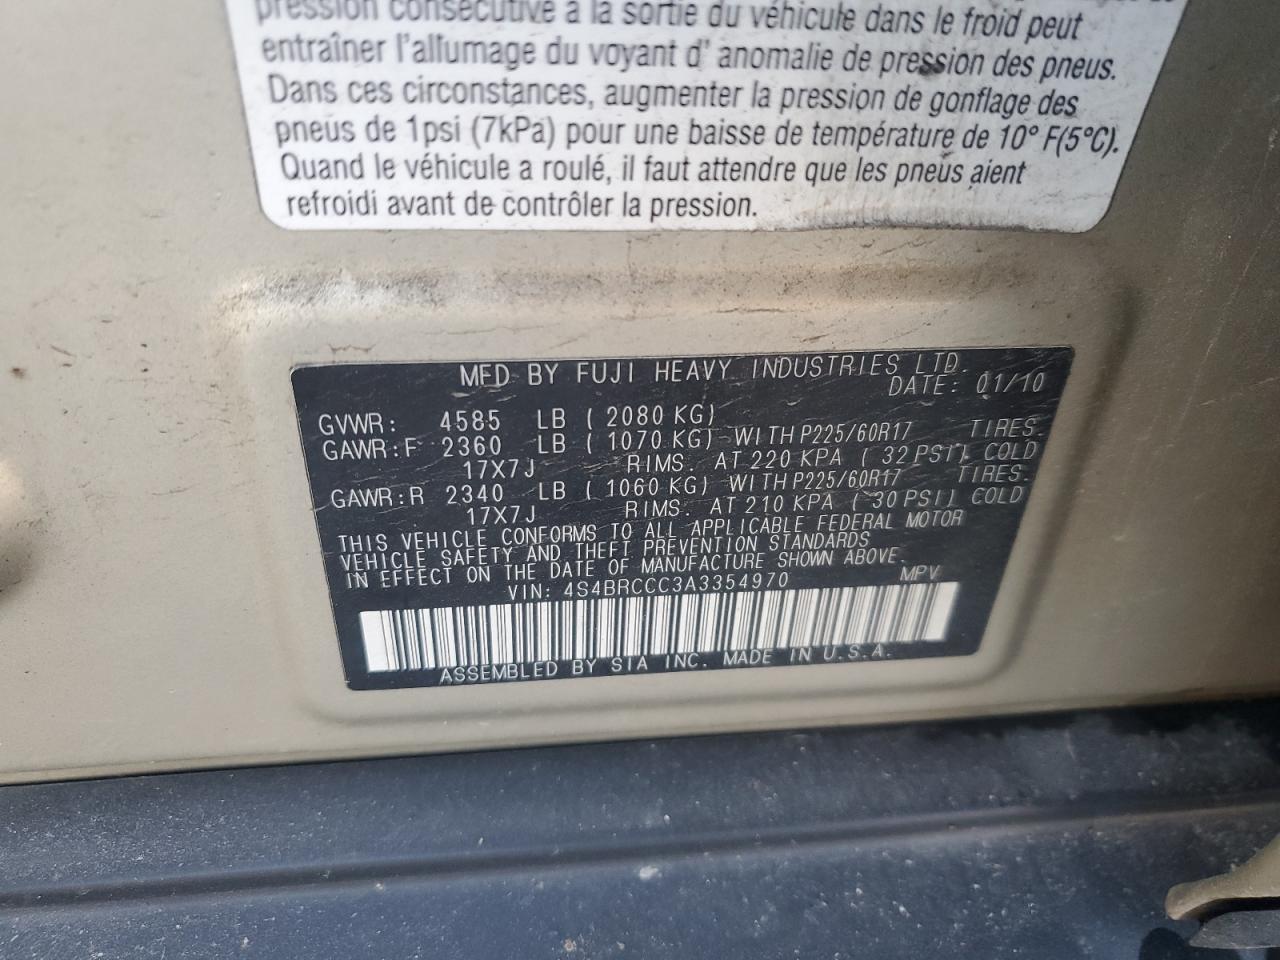 pression consécutive à la sortie du véhicule dans le froid peut
entraîner l'allumage du voyant d' anomalie de pression des pneus.
Dans ces circonstances, augmenter la pression de gonflage des
pneus de 1psi (7kPa) pour une baisse de température de 10° F(5°C).
Quand le véhicule a roulé, il faut attendre que les pneus aient
refroidi avant de contrôler la pression.
MFD BY FUJI HEAVY INDUSTRIES LTD.
DATE: 01/10
GVWR: 4585 LB (2080 KG)
GAWR:F 2360 LB (1070 KG) WITH P225/60R17 TIRES.
17X7J RIMS. AT 220 KPA (32 PSI) COLD
GAWR:R 2340 LB (1060 KG) WITH P225/60R17 TIRES.
17X7J RIMS. AT 210 KPA (30 PSI) COLD
THIS VEHICLE CONFORMS TO ALL APPLICABLE FEDERAL MOTOR
VEHICLE SAFETY AND THEFT PREVENTION STANDARDS
IN EFFECT ON THE DATE OF MANUFACTURE SHOWN ABOVE.
VIN: 4S4BRCCC3A3354970 MPV
ASSEMBLED BY SIA INC. MADE IN U.S.A.